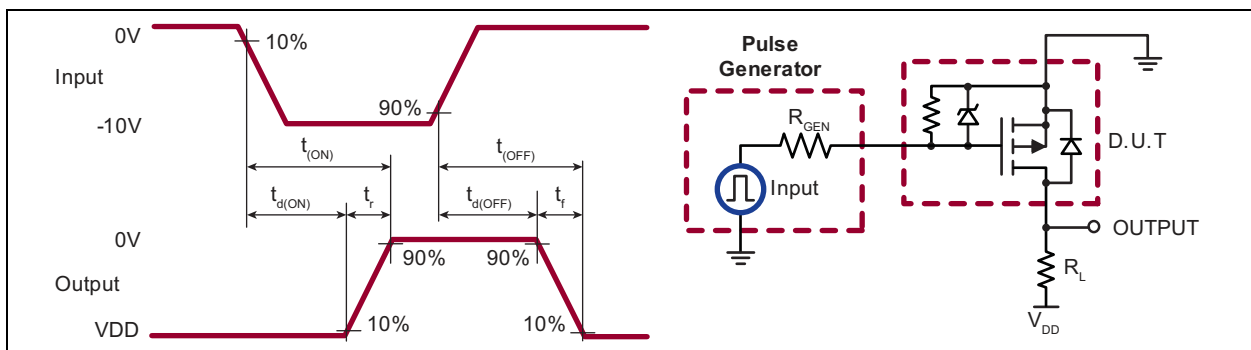 0V
10%
Input
90%
-10V
t(ON)
t(OFF)
td(ON)
tr
td(OFF)
tf
0V
90%
90%
Output
10%
10%
VDD
Pulse
Generator
RGEN
Input
D.U.T
OUTPUT
RL
VDD